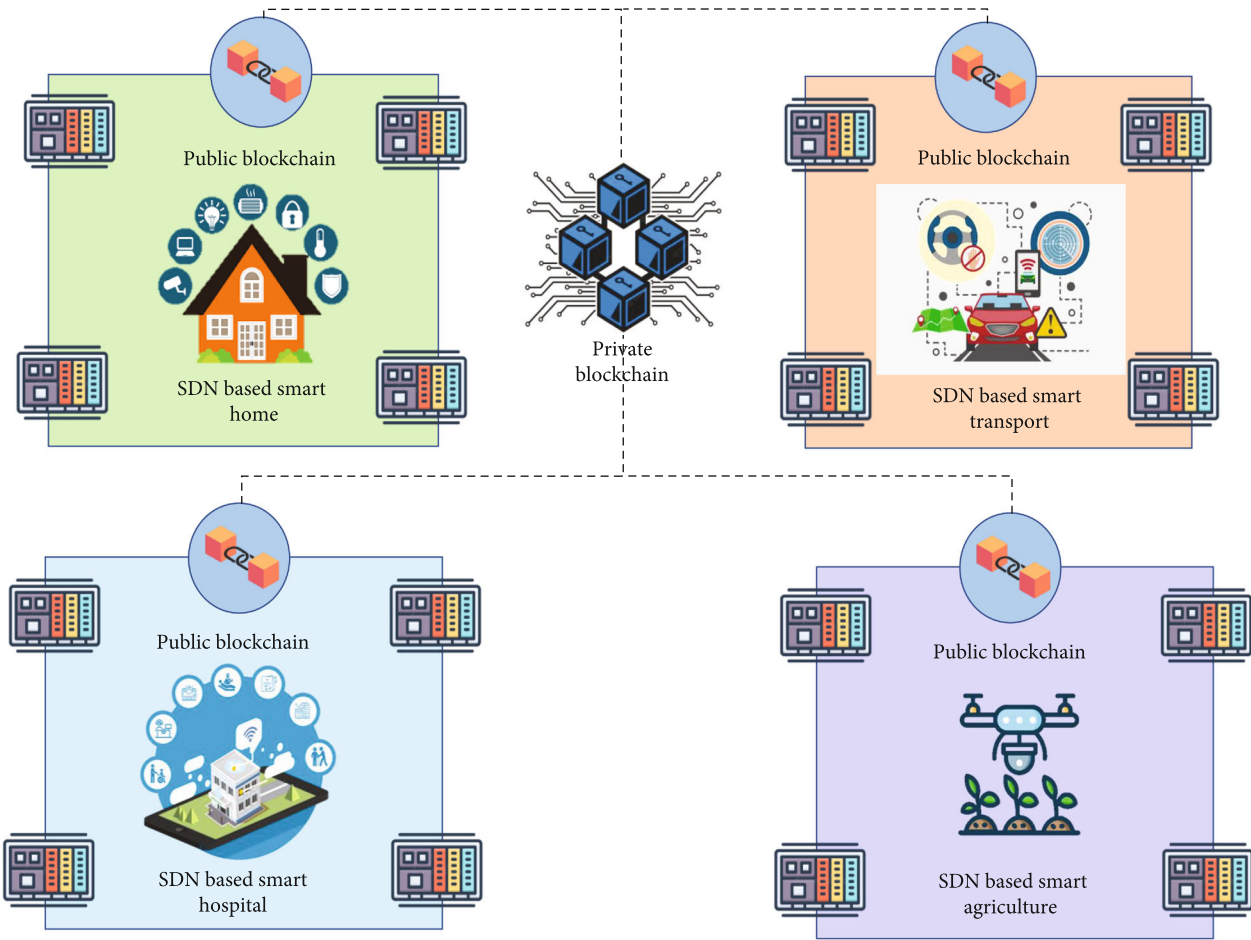 Public blockchain
SDN based smart
home
Private
blockchain
Public blockchain
SDN based smart
transport
Public blockchain
SDN based smart
hospital
Public blockchain
SDN based smart
agriculture